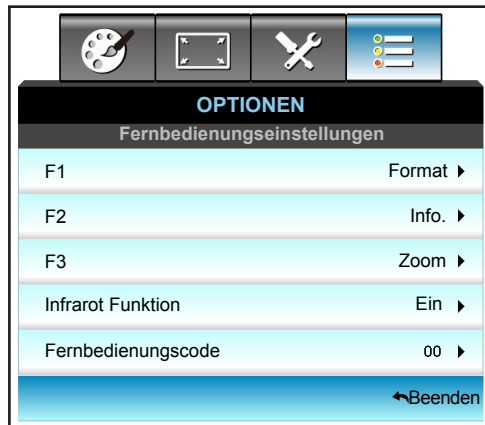 OPTIONEN
Fernbedienungseinstellungen
F1 Format
F2 Info.
F3 Zoom
Infrarot Funktion Ein
Fernbedienungscode 00
Beenden